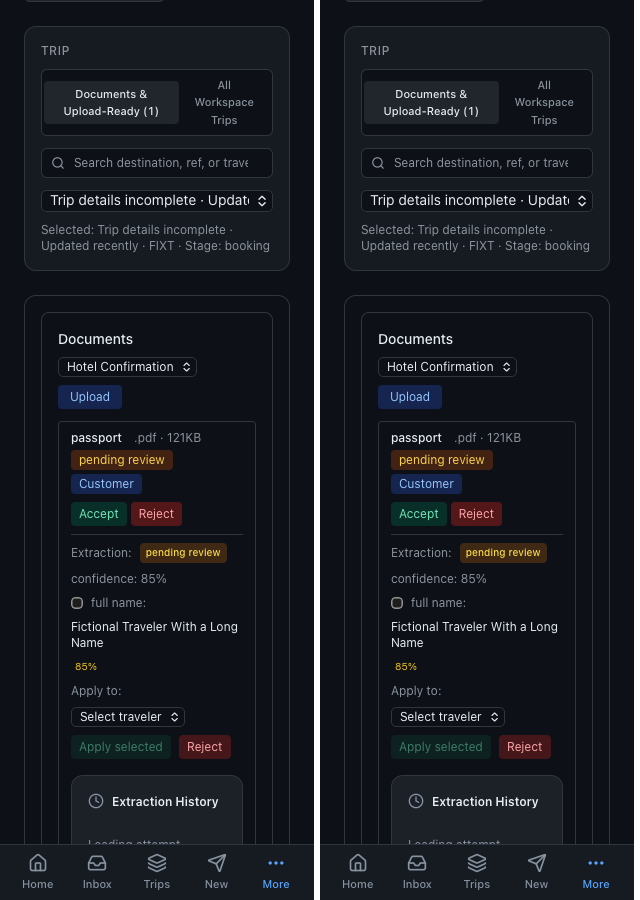 TRIP
Documents &
Upload-Ready (1)
All
Workspace
Trips
Search destination, ref, or trave
Trip details incomplete · Update
Selected: Trip details incomplete ·
Updated recently · FIXT · Stage: booking
Documents
Hotel Confirmation
Upload
passport .pdf · 121KB
pending review
Customer
Accept Reject
Extraction: pending review
confidence: 85%
full name:
Fictional Traveler With a Long
Name
85%
Apply to:
Select traveler
Apply selected Reject
Extraction History
Loading attempt
Home Inbox Trips New More
TRIP
Documents &
Upload-Ready (1)
All
Workspace
Trips
Search destination, ref, or trave
Trip details incomplete · Update
Selected: Trip details incomplete ·
Updated recently · FIXT · Stage: booking
Documents
Hotel Confirmation
Upload
passport .pdf · 121KB
pending review
Customer
Accept Reject
Extraction: pending review
confidence: 85%
full name:
Fictional Traveler With a Long
Name
85%
Apply to:
Select traveler
Apply selected Reject
Extraction History
Loading attempt
Home Inbox Trips New More